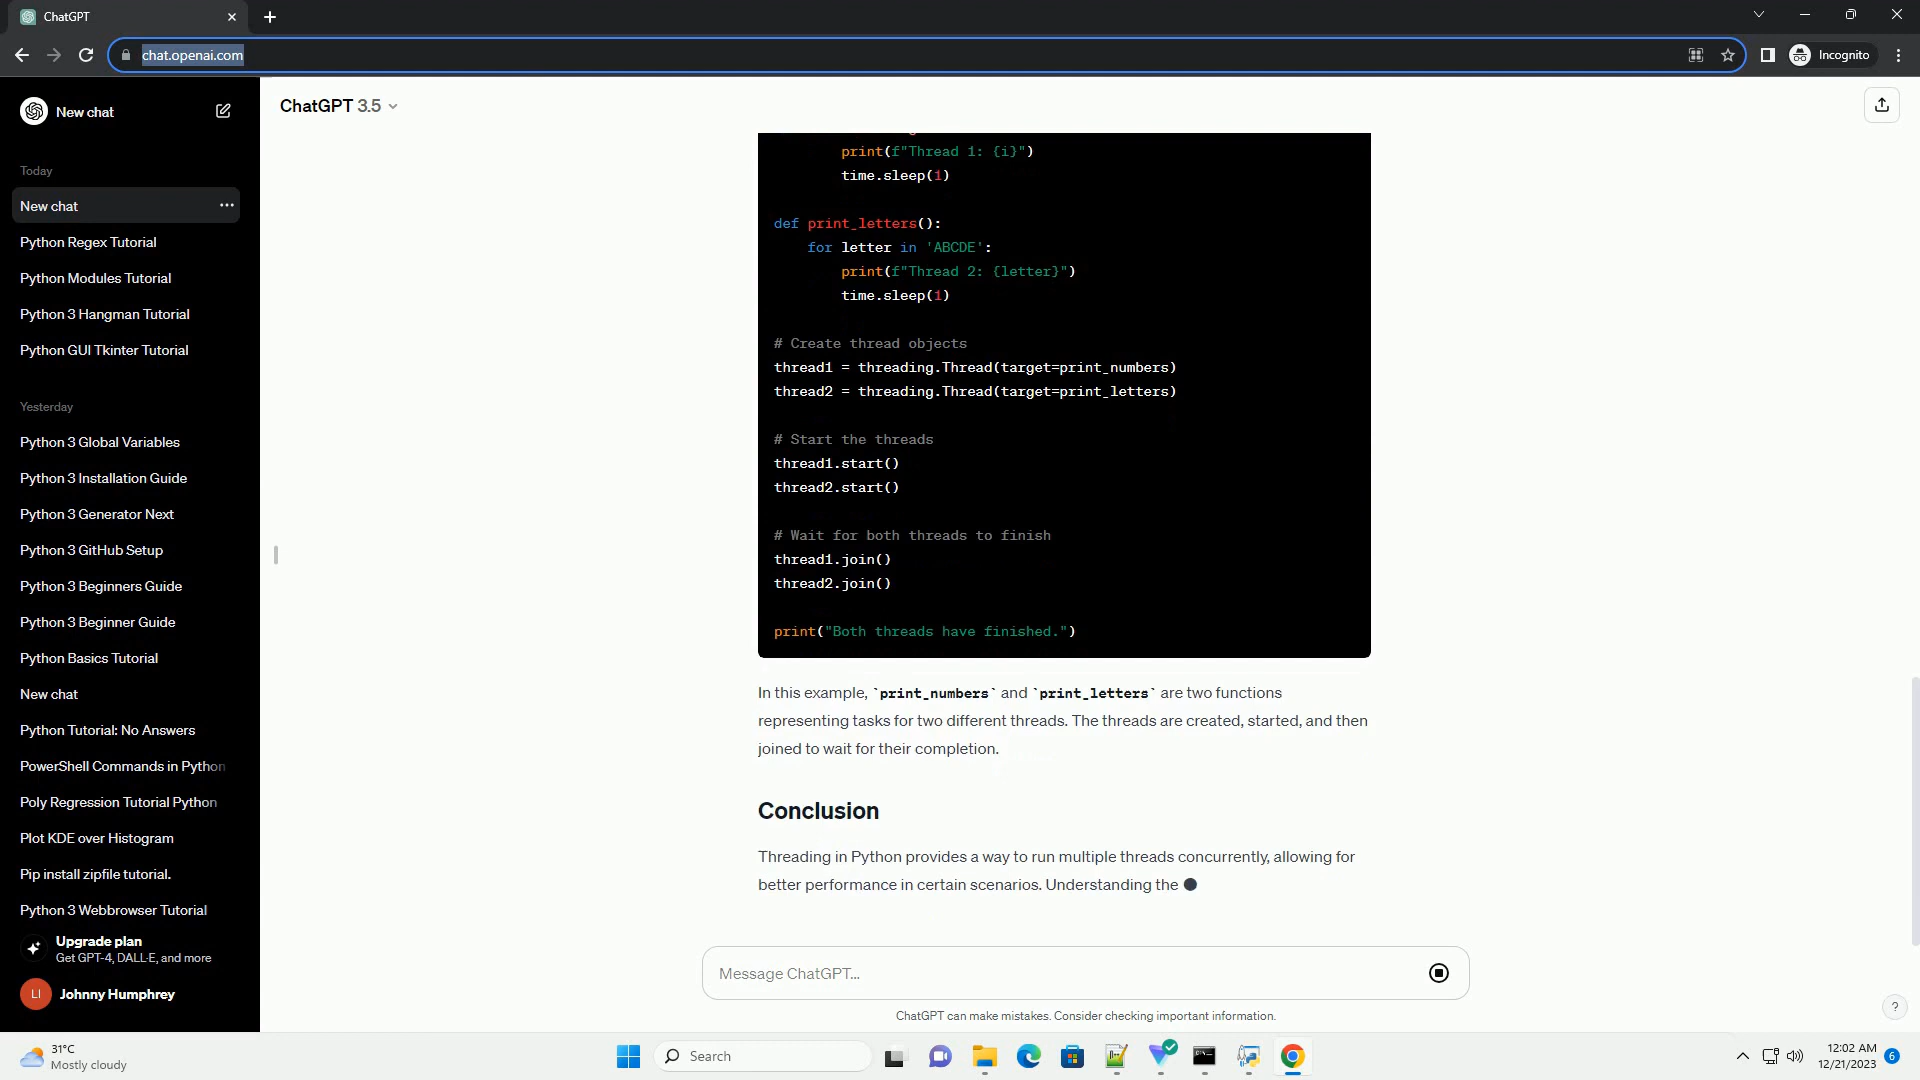 ChatGPT
chat.openai.com
Incognito
New chat
ChatGPT 3.5
Today
New chat
Python Regex Tutorial
Python Modules Tutorial
Python 3 Hangman Tutorial
Python GUI Tkinter Tutorial
Yesterday
Python 3 Global Variables
Python 3 Installation Guide
Python 3 Generator Next
Python 3 GitHub Setup
Python 3 Beginners Guide
Python 3 Beginner Guide
Python Basics Tutorial
New chat
Python Tutorial: No Answers
PowerShell Commands in Python
Poly Regression Tutorial Python
Plot KDE over Histogram
Pip install zipfile tutorial.
Python 3 Webbrowser Tutorial
Upgrade plan
Get GPT-4, DALL·E, and more
LI
Johnny Humphrey
print(f"Thread 1: {i}")
time.sleep(1)
def print_letters():
for letter in 'ABCDE':
print(f"Thread 2: {letter}")
time.sleep(1)
# Create thread objects
thread1 = threading.Thread(target=print_numbers)
thread2 = threading.Thread(target=print_letters)
# Start the threads
thread1.start()
thread2.start()
# Wait for both threads to finish
thread1.join()
thread2.join()
print("Both threads have finished.")
In this example, `print_numbers` and `print_letters` are two functions
representing tasks for two different threads. The threads are created, started, and then
joined to wait for their completion.
Conclusion
Threading in Python provides a way to run multiple threads concurrently, allowing for
better performance in certain scenarios. Understanding the
Message ChatGPT...
ChatGPT can make mistakes. Consider checking important information.
?
31°C
Mostly cloudy
Search
12:02 AM
12/21/2023
6